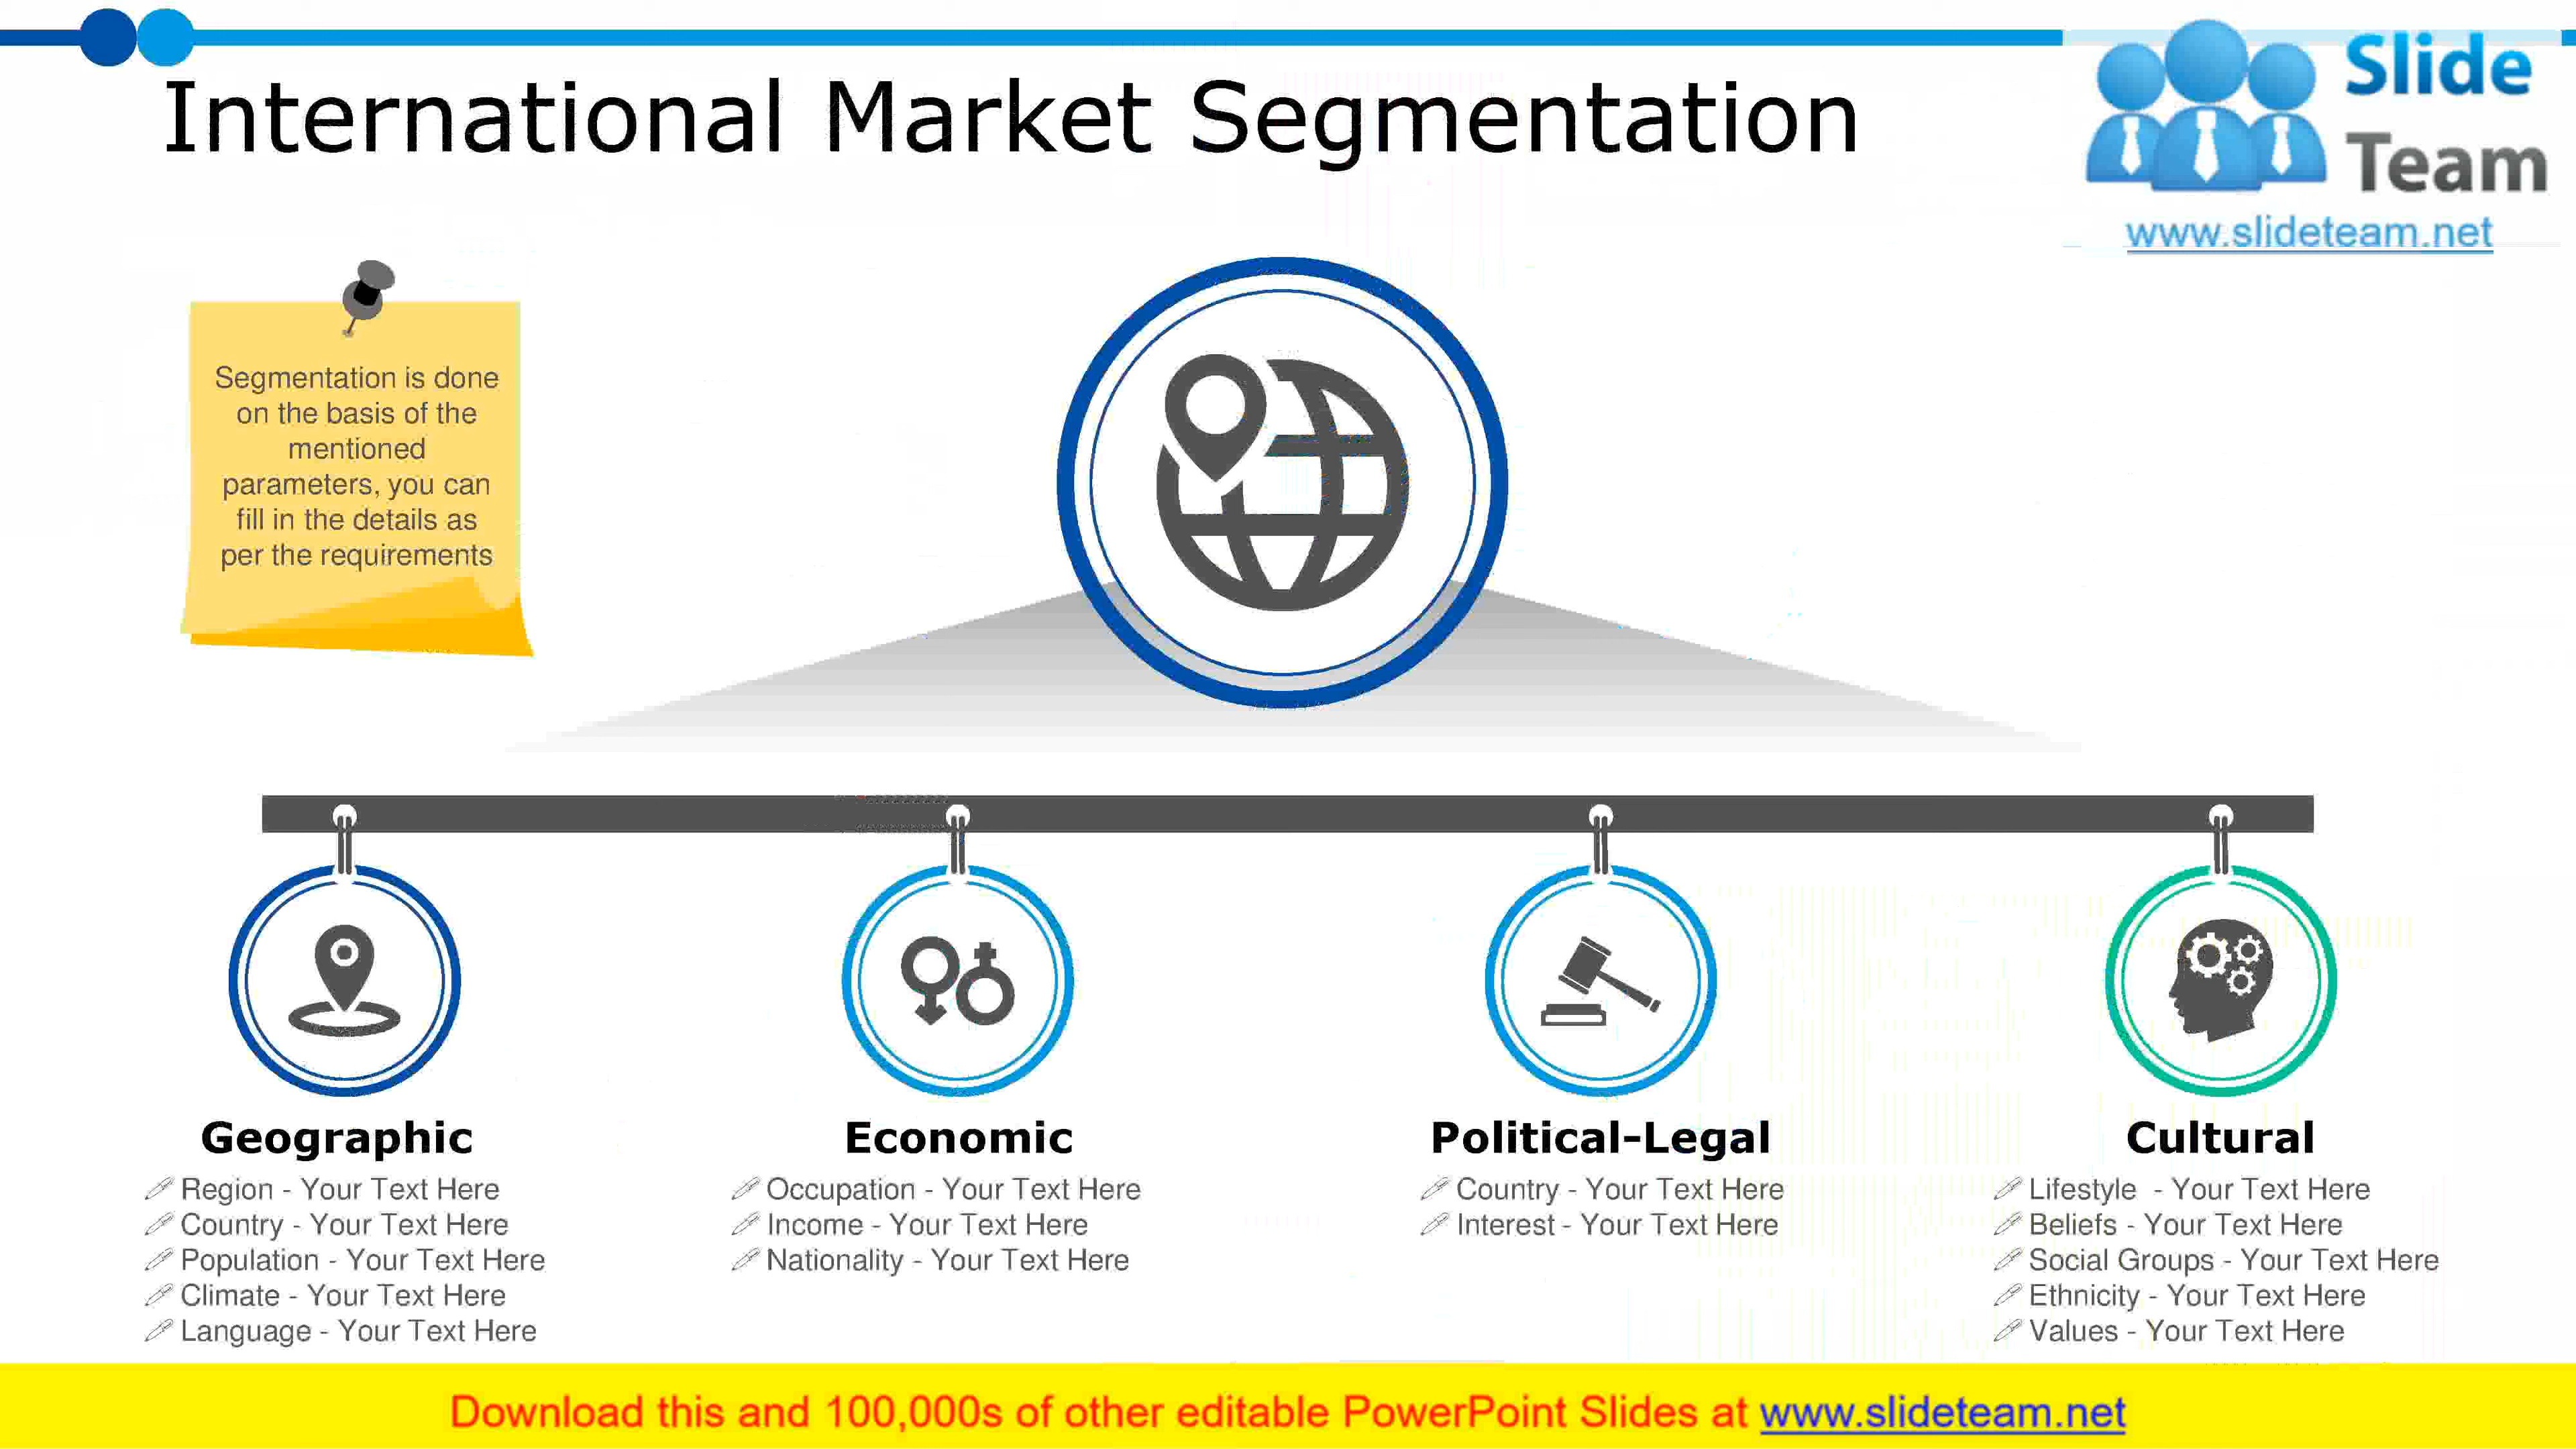 International Market Segmentation
Slide
Team
www.slideteam.net
Segmentation is done
on the basis of the
mentioned
parameters, you can
fill in the details as
per the requirements
Geographic
Region - Your Text Here
Country - Your Text Here
Population - Your Text Here
Climate - Your Text Here
Language - Your Text Here
Economic
Occupation - Your Text Here
Income - Your Text Here
Nationality - Your Text Here
Political-Legal
Country - Your Text Here
Interest - Your Text Here
Cultural
Lifestyle - Your Text Here
Beliefs - Your Text Here
Social Groups - Your Text Here
Ethnicity - Your Text Here
Values - Your Text Here
Download this and 100,000s of other editable PowerPoint Slides at www.slideteam.net